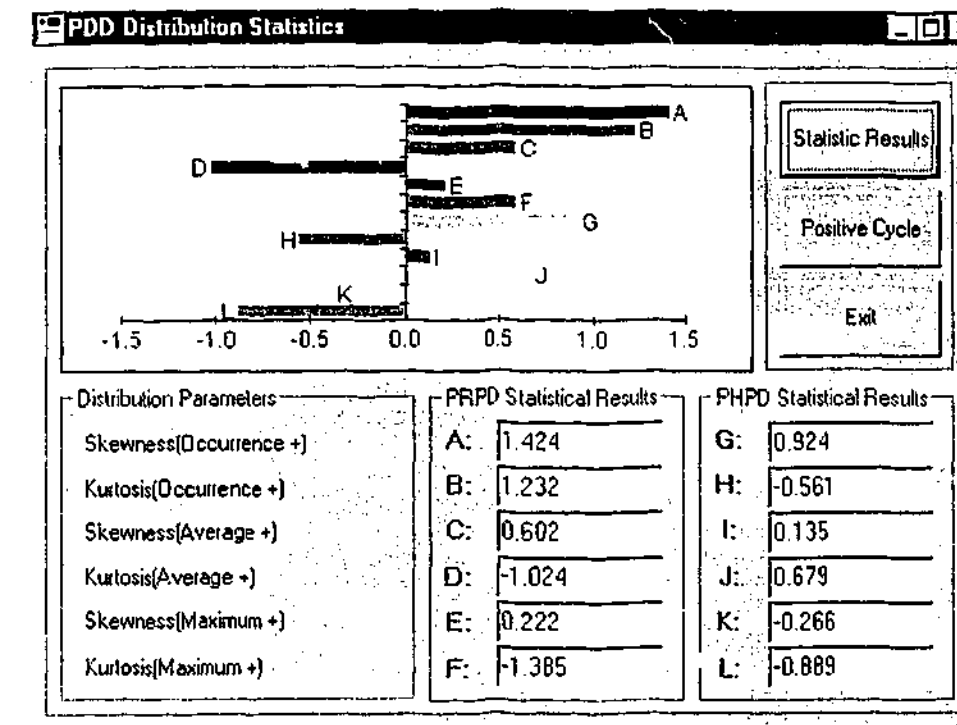 PDD Distribution Statistics
A
B
C
D
E
F
G
H
I
J
K
L
-1.5 -1.0 -0.5 0.0 0.5 1.0 1.5
Statistic Results
Positive Cycle
Exit
Distribution Parameters
Skewness(Occurrence +)
Kurtosis(Occurrence +)
Skewness(Average +)
Kurtosis(Average +)
Skewness(Maximum +)
Kurtosis(Maximum +)
PRPD Statistical Results
A: 1.424
B: 1.232
C: 0.602
D: -1.024
E: 0.222
F: -1.385
PHPD Statistical Results
G: 0.924
H: -0.561
I: 0.135
J: 0.679
K: -0.266
L: -0.889